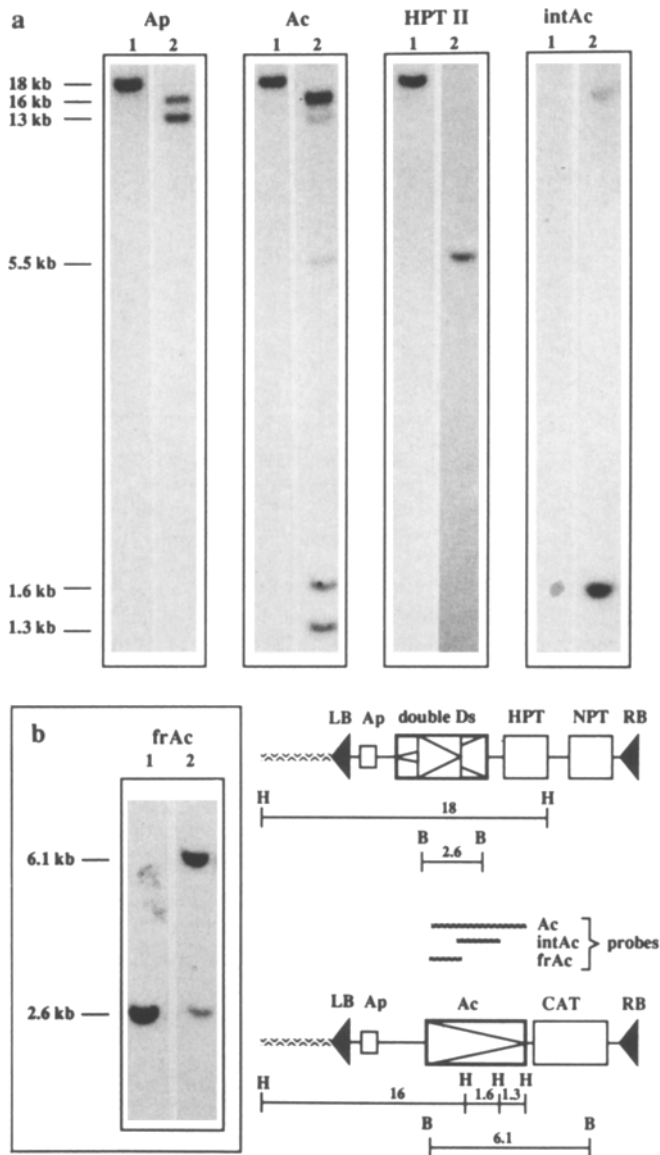 a
Ap Ac HPT II intAc
1 2 1 2 1 2 1 2
18 kb
16 kb
13 kb
5.5 kb
1.6 kb
1.3 kb
b
frAc
1 2
6.1 kb
2.6 kb
LB Ap double Ds HPT NPT RB
H H
18
B B
2.6
Ac
intAc
frAc
probes
LB Ap Ac CAT RB
H H H H
16 1.6 1.3
B B
6.1